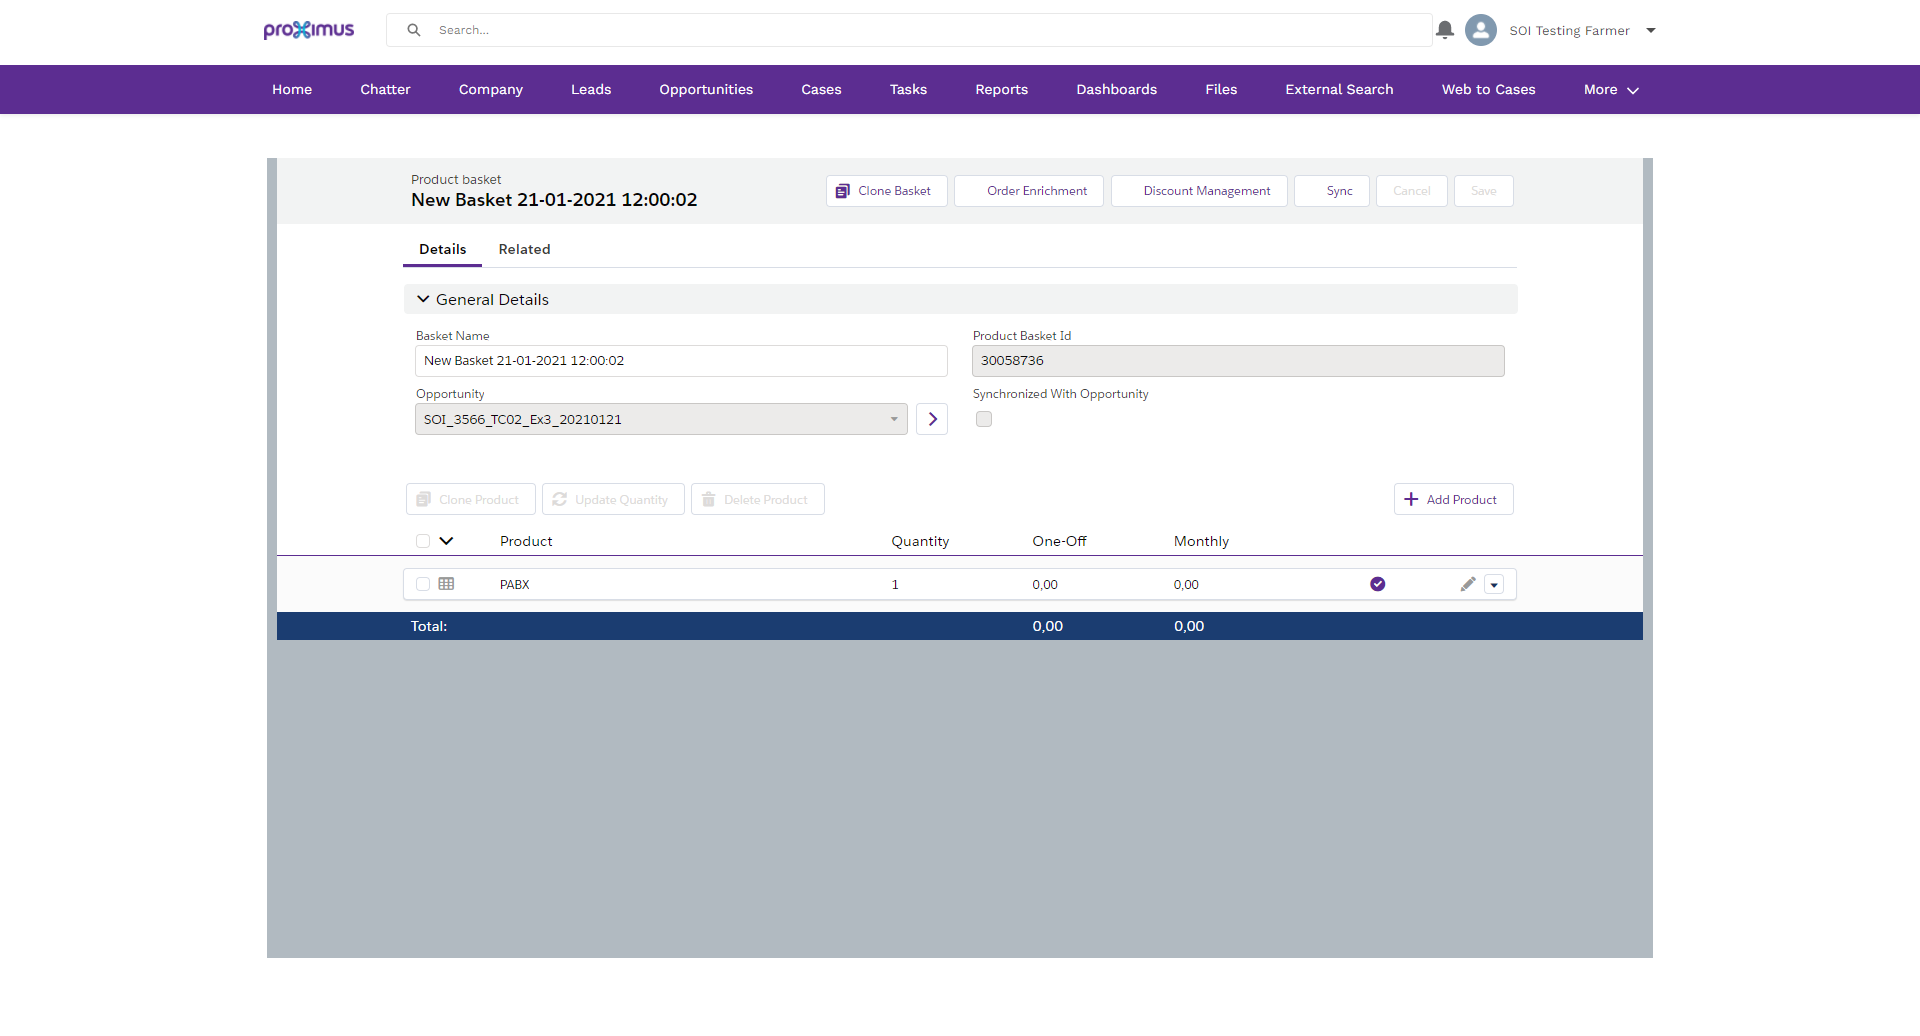 proximus
Search...
SOI Testing Farmer
Home Chatter Company Leads Opportunities Cases Tasks Reports Dashboards Files External Search Web to Cases More
Product basket
New Basket 21-01-2021 12:00:02
Clone Basket Order Enrichment Discount Management Sync Cancel Save
Details Related
General Details
Basket Name Product Basket Id
New Basket 21-01-2021 12:00:02 30058736
Opportunity Synchronized With Opportunity
SOI_3566_TC02_Ex3_20210121
Clone Product Update Quantity Delete Product Add Product
Product Quantity One-Off Monthly
PABX 1 0,00 0,00
Total: 0,00 0,00